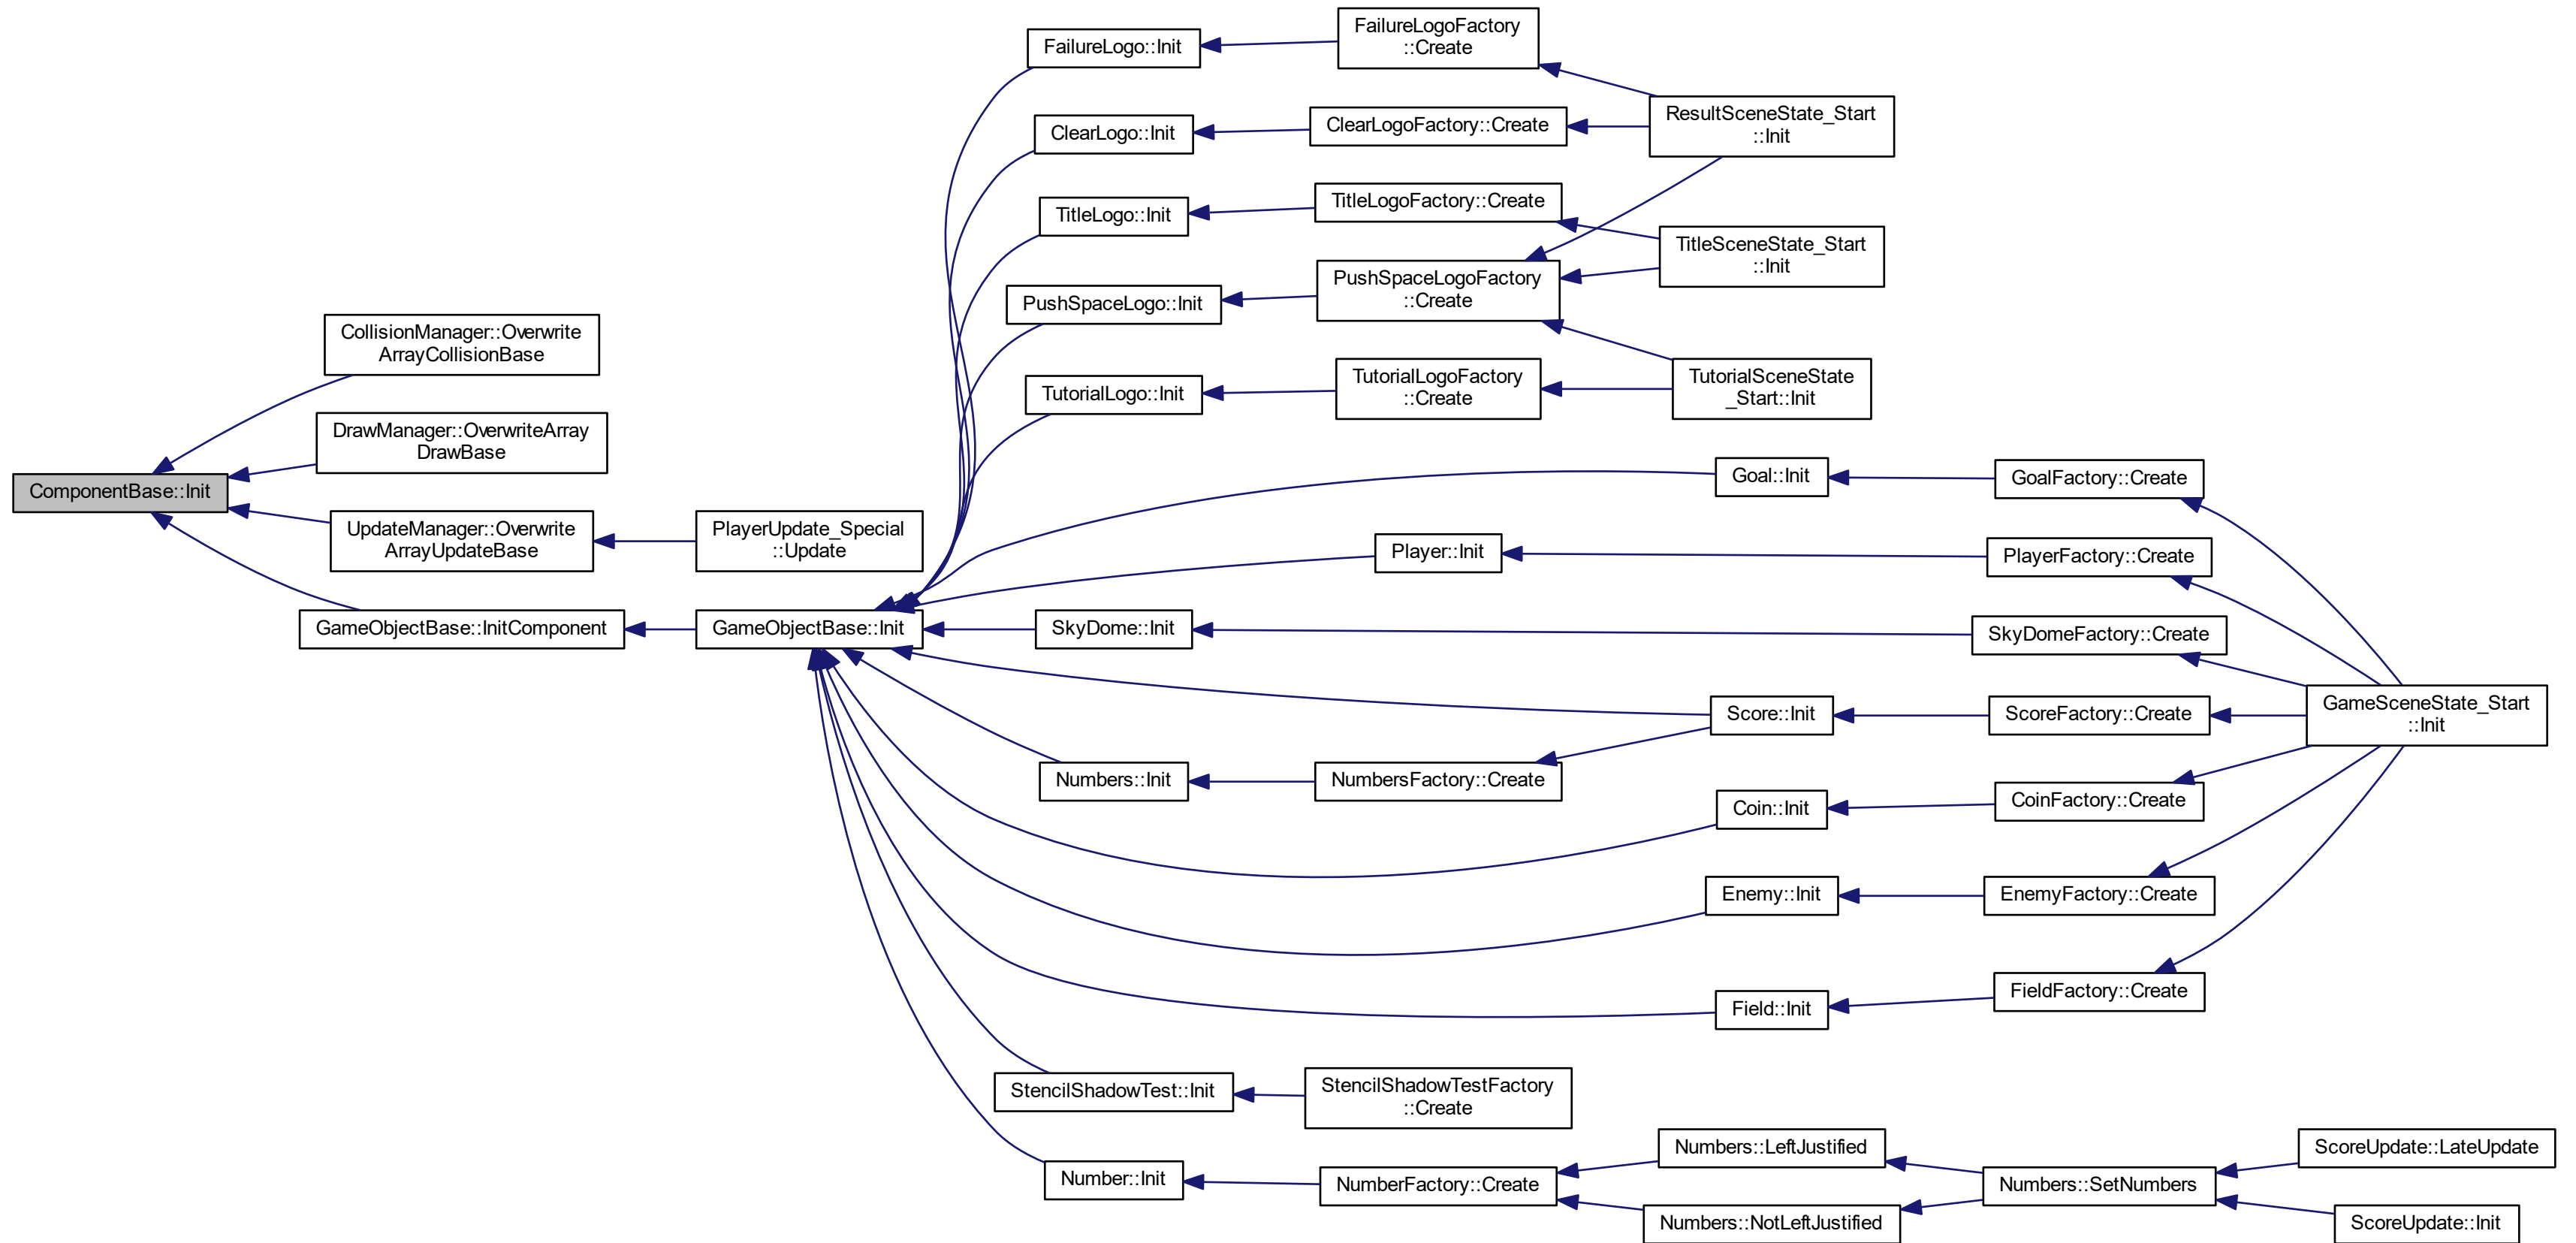 FailureLogo::Init
FailureLogoFactory
::Create
ClearLogo::Init
ClearLogoFactory::Create
ResultSceneState_Start
::Init
TitleLogo::Init
TitleLogoFactory::Create
TitleSceneState_Start
::Init
PushSpaceLogo::Init
PushSpaceLogoFactory
::Create
CollisionManager::Overwrite
ArrayCollisionBase
TutorialLogo::Init
TutorialLogoFactory
::Create
TutorialSceneState
_Start::Init
DrawManager::OverwriteArray
DrawBase
ComponentBase::Init
Goal::Init
GoalFactory::Create
UpdateManager::Overwrite
ArrayUpdateBase
PlayerUpdate_Special
::Update
Player::Init
PlayerFactory::Create
GameObjectBase::InitComponent
GameObjectBase::Init
SkyDome::Init
SkyDomeFactory::Create
Score::Init
ScoreFactory::Create
GameSceneState_Start
::Init
Numbers::Init
NumbersFactory::Create
Coin::Init
CoinFactory::Create
Enemy::Init
EnemyFactory::Create
Field::Init
FieldFactory::Create
StencilShadowTest::Init
StencilShadowTestFactory
::Create
Number::Init
NumberFactory::Create
Numbers::LeftJustified
Numbers::NotLeftJustified
Numbers::SetNumbers
ScoreUpdate::LateUpdate
ScoreUpdate::Init